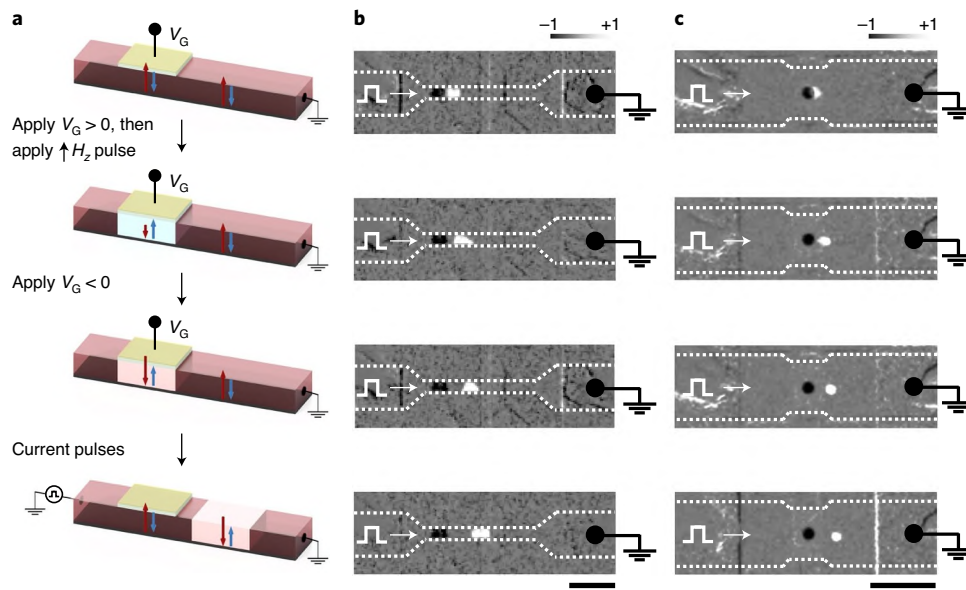 a
V_G
Apply V_G > 0, then
apply ↑H_z pulse
V_G
Apply V_G < 0
V_G
Current pulses
b
−1 +1
c
−1 +1